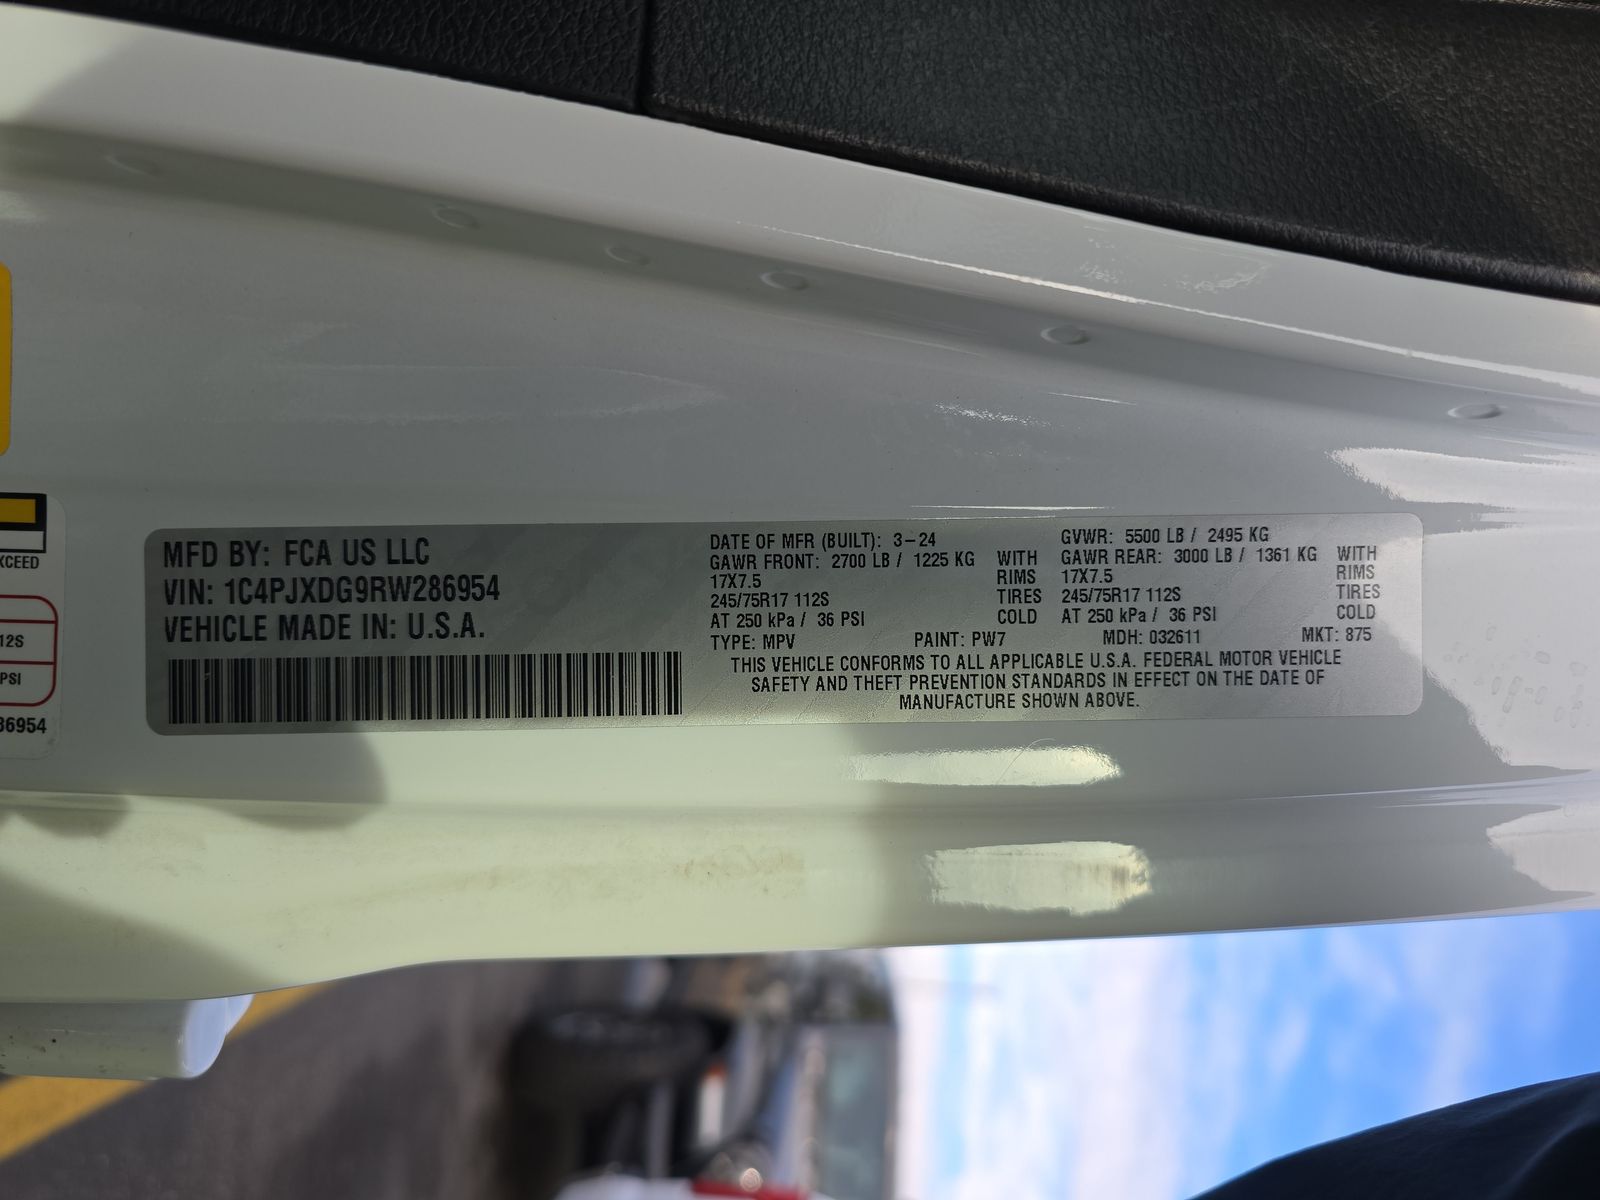 XCEED
12S
PSI
86954
MFD BY: FCA US LLC
VIN: 1C4PJXDG9RW286954
VEHICLE MADE IN: U.S.A.
DATE OF MFR (BUILT): 3-24
GAWR FRONT: 2700 LB / 1225 KG WITH
17X7.5 RIMS
245/75R17 112S TIRES
AT 250 kPa / 36 PSI COLD
GVWR: 5500 LB / 2495 KG
GAWR REAR: 3000 LB / 1361 KG WITH
17X7.5 RIMS
245/75R17 112S TIRES
AT 250 kPa / 36 PSI COLD
TYPE: MPV PAINT: PW7 MDH: 032611 MKT: 875
THIS VEHICLE CONFORMS TO ALL APPLICABLE U.S.A. FEDERAL MOTOR VEHICLE
SAFETY AND THEFT PREVENTION STANDARDS IN EFFECT ON THE DATE OF
MANUFACTURE SHOWN ABOVE.